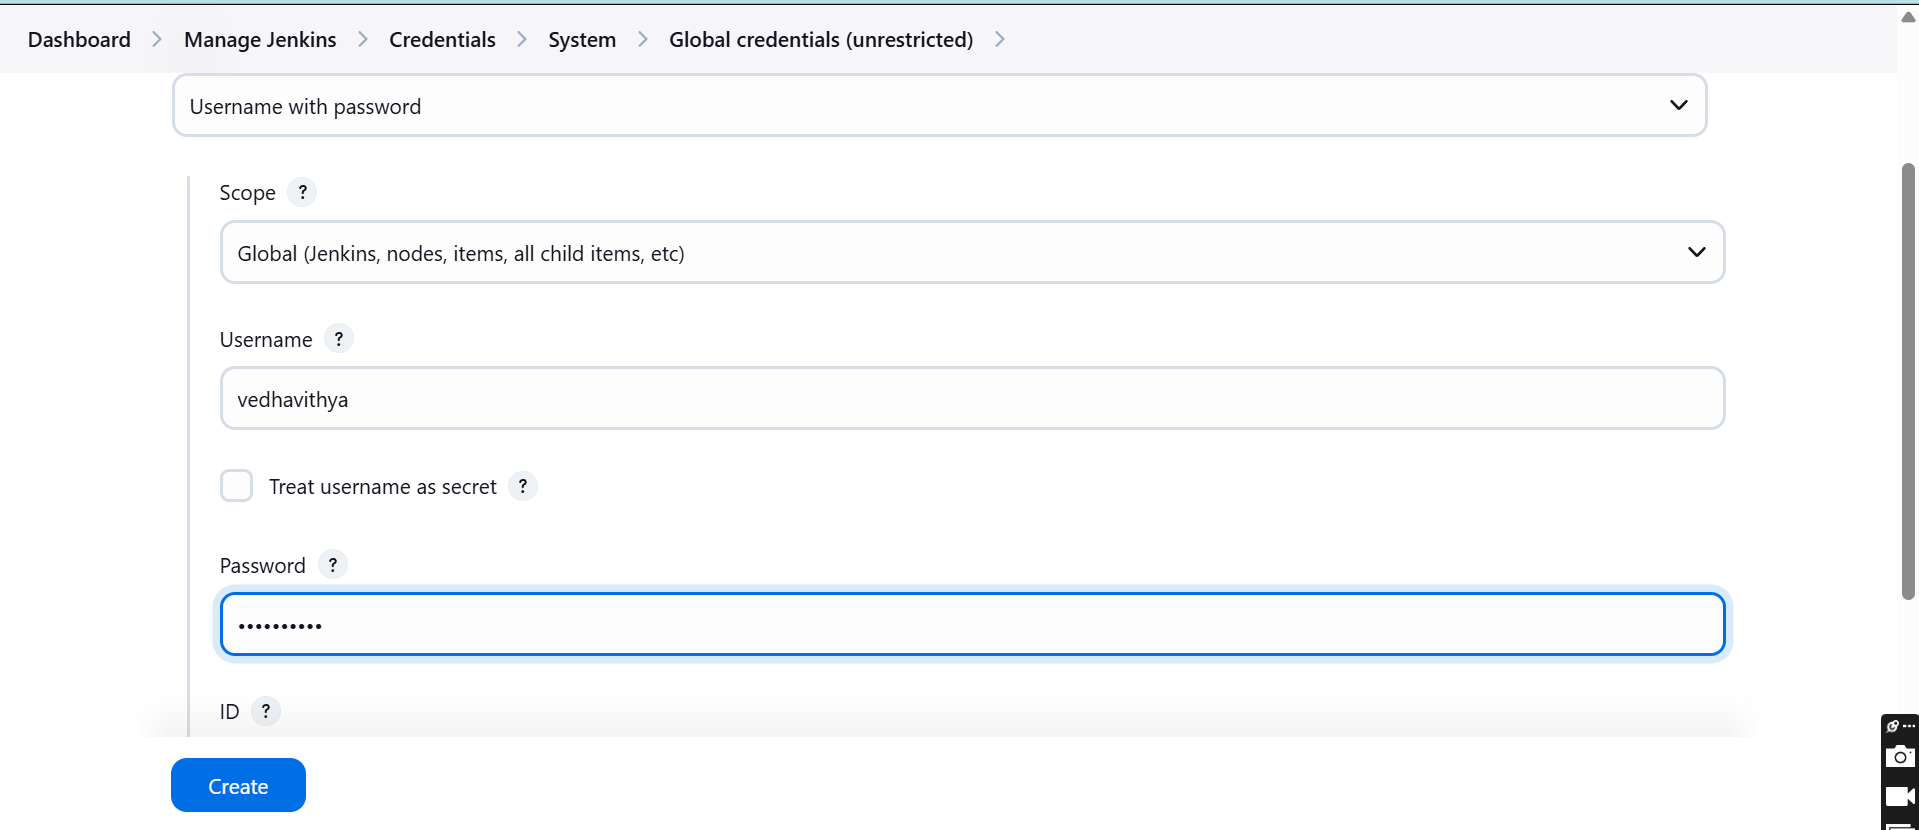 Dashboard > Manage Jenkins > Credentials > System > Global credentials (unrestricted) >
Username with password
Scope ?
Global (Jenkins, nodes, items, all child items, etc)
Username ?
vedhavithya
Treat username as secret ?
Password ?
••••••••••
ID ?
Create